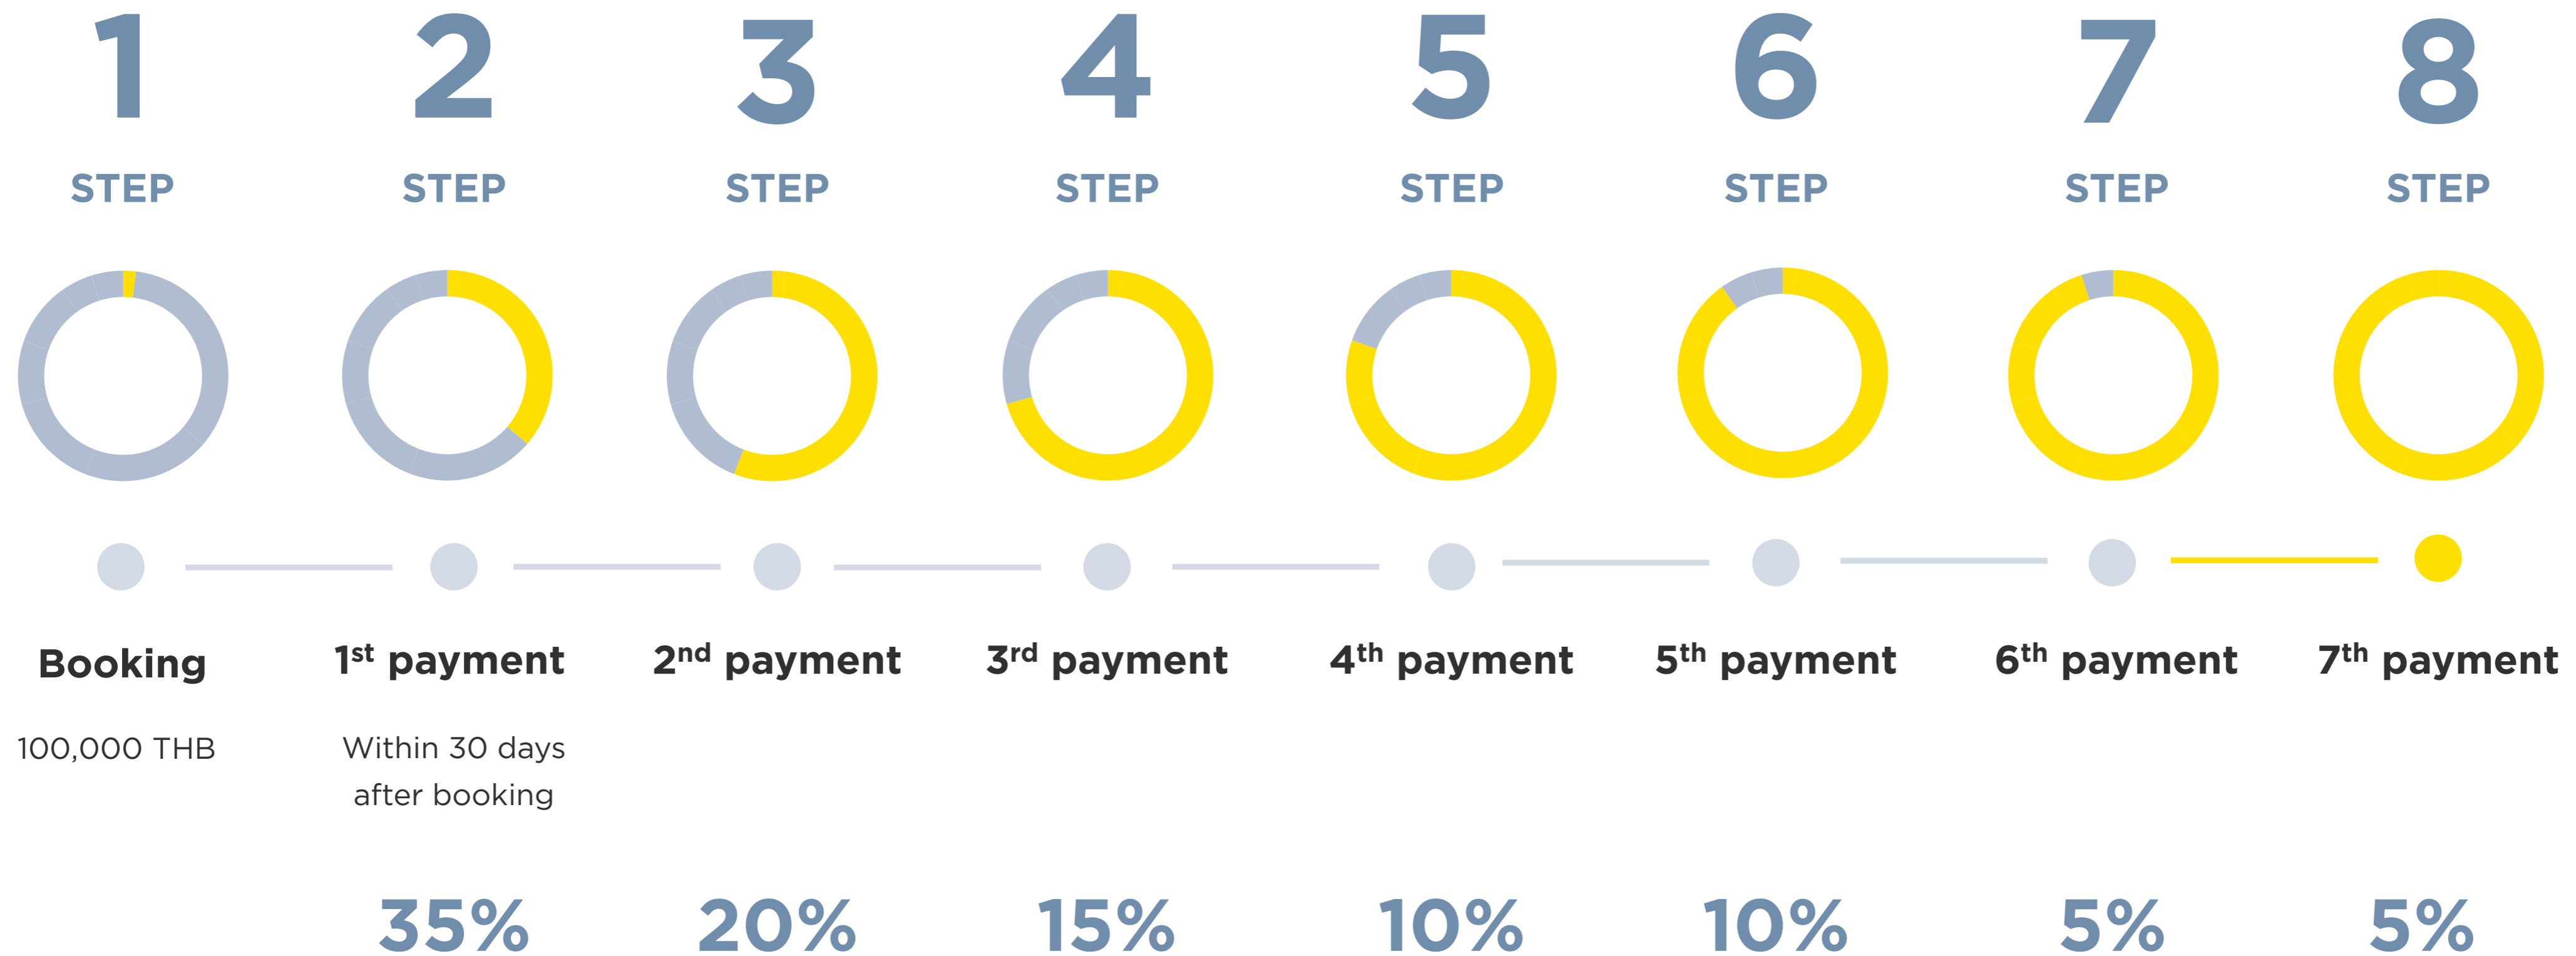 1 2 3 4 5 6 7 8
STEP STEP STEP STEP STEP STEP STEP STEP
Booking 1st payment 2nd payment 3rd payment 4th payment 5th payment 6th payment 7th payment
100,000 THB Within 30 days
after booking
35% 20% 15% 10% 10% 5% 5%